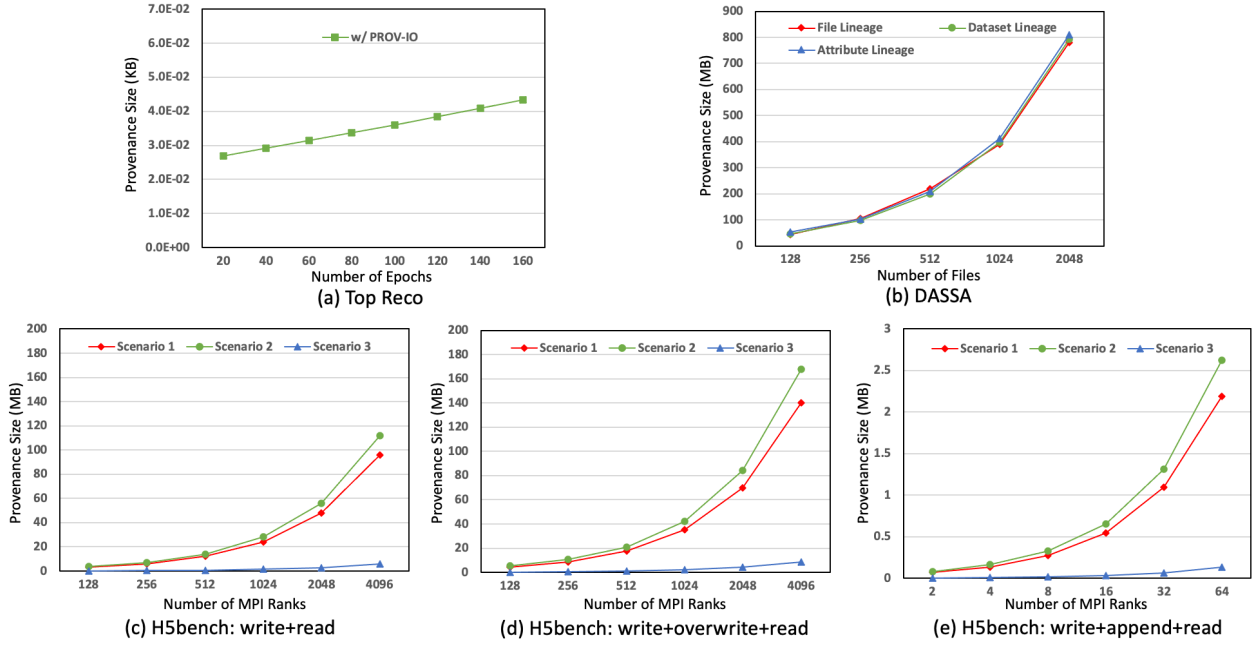 7.0E-02
6.0E-02
5.0E-02
4.0E-02
3.0E-02
2.0E-02
1.0E-02
0.0E+00
Provenance Size (KB)
w/ PROV-IO
20 40 60 80 100 120 140 160
Number of Epochs
(a) Top Reco
900
800
700
600
500
400
300
200
100
0
Provenance Size (MB)
File Lineage Dataset Lineage
Attribute Lineage
128 256 512 1024 2048
Number of Files
(b) DASSA
200
180
160
140
120
100
80
60
40
20
0
Provenance Size (MB)
Scenario 1 Scenario 2 Scenario 3
128 256 512 1024 2048 4096
Number of MPI Ranks
(c) H5bench: write+read
200
180
160
140
120
100
80
60
40
20
0
Provenance Size (MB)
Scenario 1 Scenario 2 Scenario 3
128 256 512 1024 2048 4096
Number of MPI Ranks
(d) H5bench: write+overwrite+read
3
2.5
2
1.5
1
0.5
0
Provenance Size (MB)
Scenario 1 Scenario 2 Scenario 3
2 4 8 16 32 64
Number of MPI Ranks
(e) H5bench: write+append+read